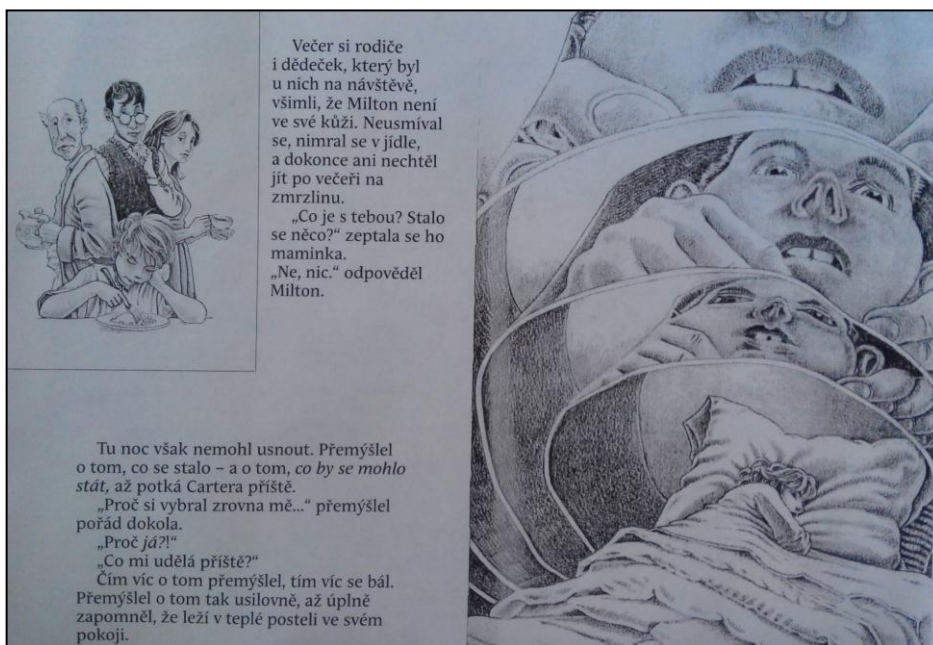 Večer si rodiče
i dědeček, který byl
u nich na návštěvě,
všimli, že Milton není
ve své kůži. Neusmíval
se, nimral se v jídle,
a dokonce ani nechtěl
jít po večeři na
zmrzlinu.
„Co je s tebou? Stalo
se něco?“ zeptala se ho
maminka.
„Ne, nic.“ odpověděl
Milton.
Tu noc však nemohl usnout. Přemýšlel
o tom, co se stalo – a o tom, co by se mohlo
stát, až potká Cartera příště.
„Proč si vybral zrovna mě...“ přemýšlel
pořád dokola.
„Proč já?!“
„Co mi udělá příště?“
Čím víc o tom přemýšlel, tím víc se bál.
Přemýšlel o tom tak usilovně, až úplně
zapomněl, že leží v teplé posteli ve svém
pokoji.